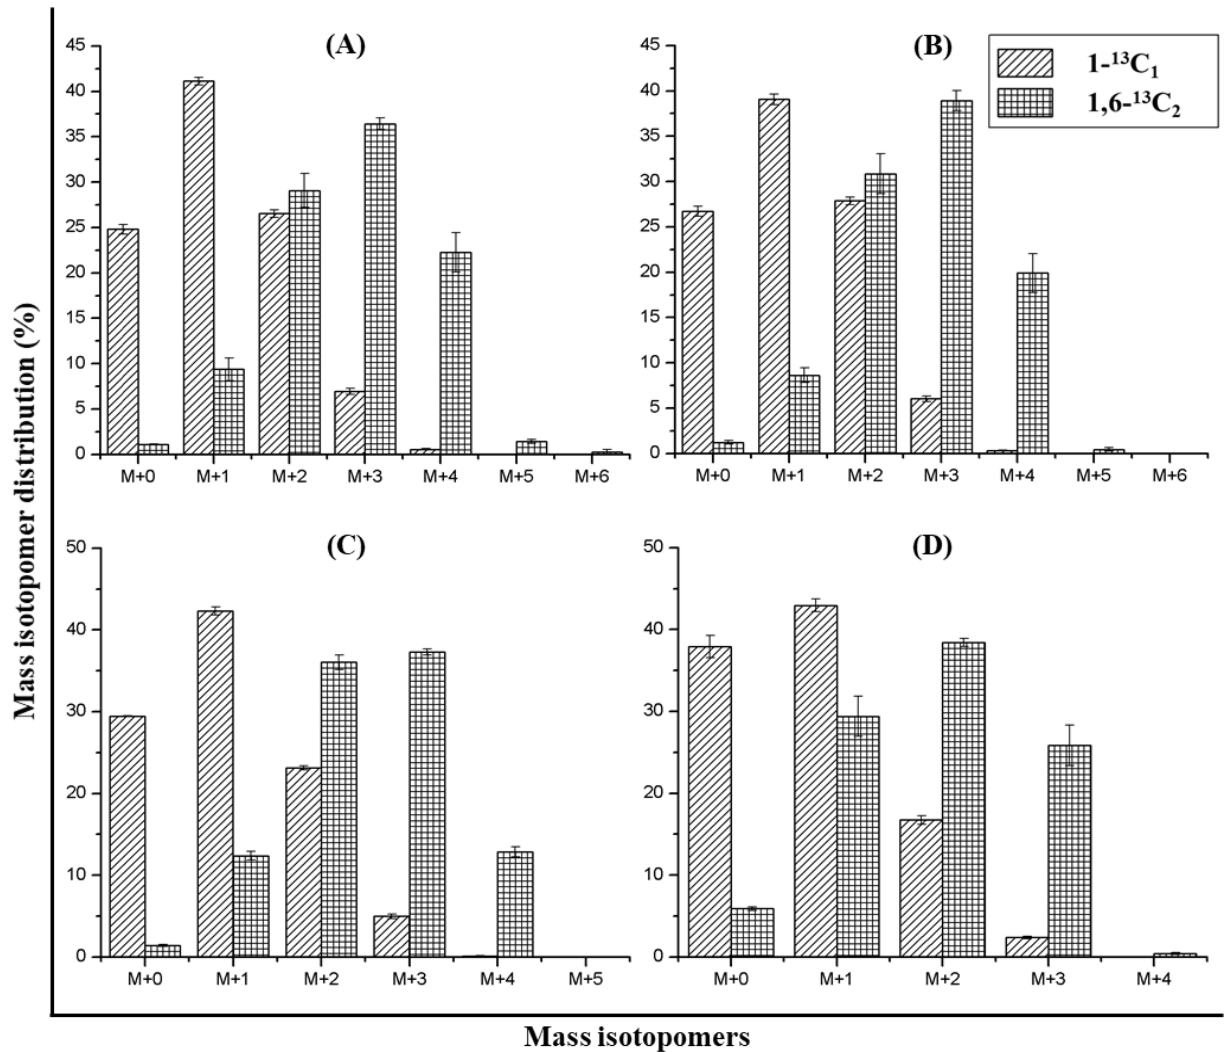 (A)
45
40
35
30
25
20
15
10
5
0
M+0 M+1 M+2 M+3 M+4 M+5 M+6
(B)
45
40
35
30
25
20
15
10
5
0
M+0 M+1 M+2 M+3 M+4 M+5 M+6
1-¹³C₁
1,6-¹³C₂
Mass isotopomer distribution (%)
(C)
50
40
30
20
10
0
M+0 M+1 M+2 M+3 M+4 M+5
(D)
50
40
30
20
10
0
M+0 M+1 M+2 M+3 M+4
Mass isotopomers